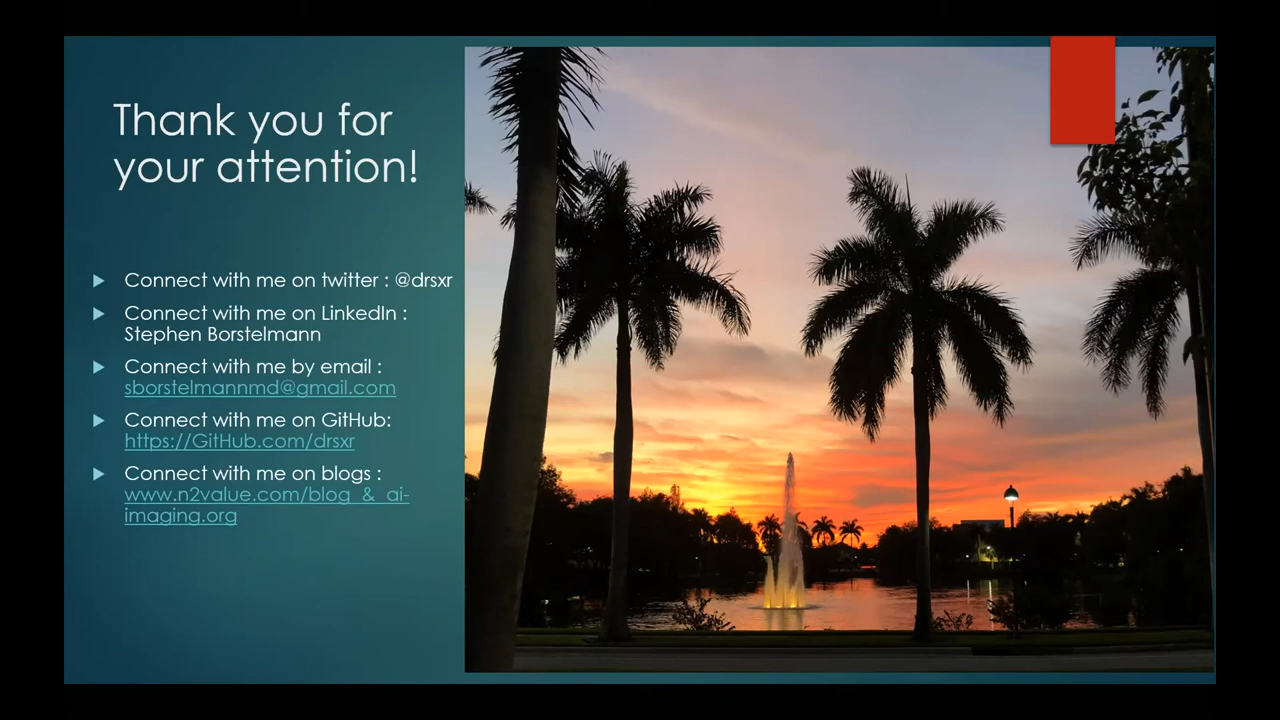 Thank you for
your attention!
Connect with me on twitter : @drsxr
Connect with me on LinkedIn :
Stephen Borstelmann
Connect with me by email :
sborstelmannmd@gmail.com
Connect with me on GitHub:
https://GitHub.com/drsxr
Connect with me on blogs :
www.n2value.com/blog & ai-
imaging.org